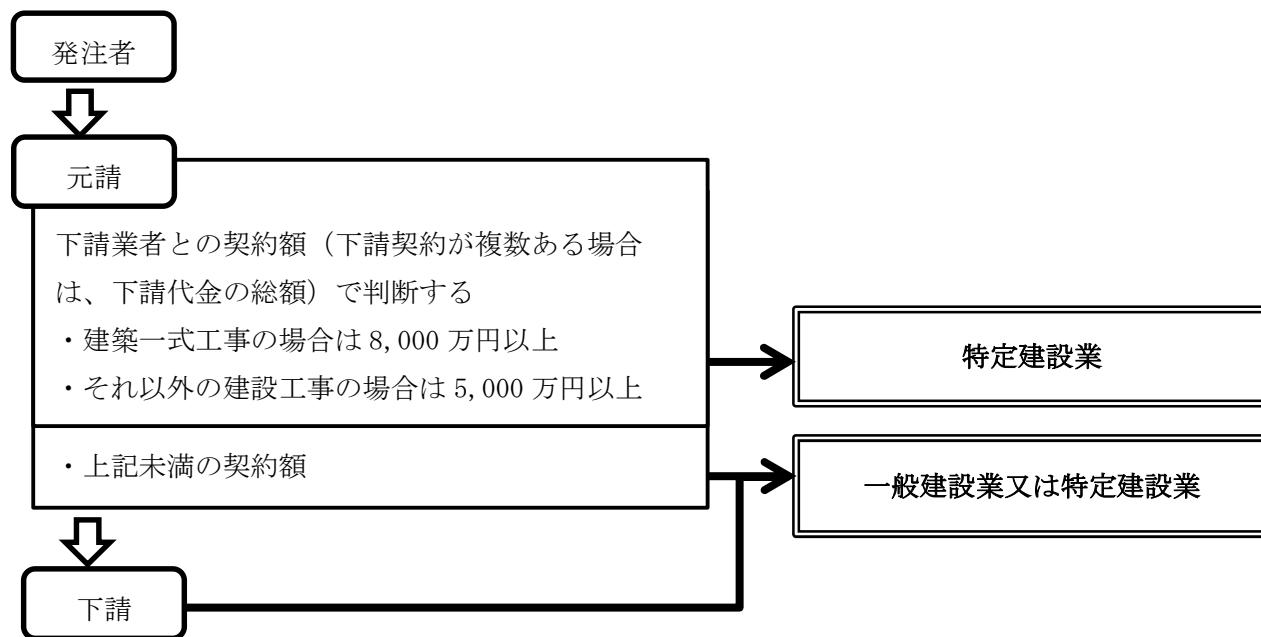 発注者
元請
下請業者との契約額（下請契約が複数ある場合
は、下請代金の総額）で判断する
・建築一式工事の場合は 8,000 万円以上
・それ以外の建設工事の場合は 5,000 万円以上
特定建設業
・上記未満の契約額
一般建設業又は特定建設業
下請